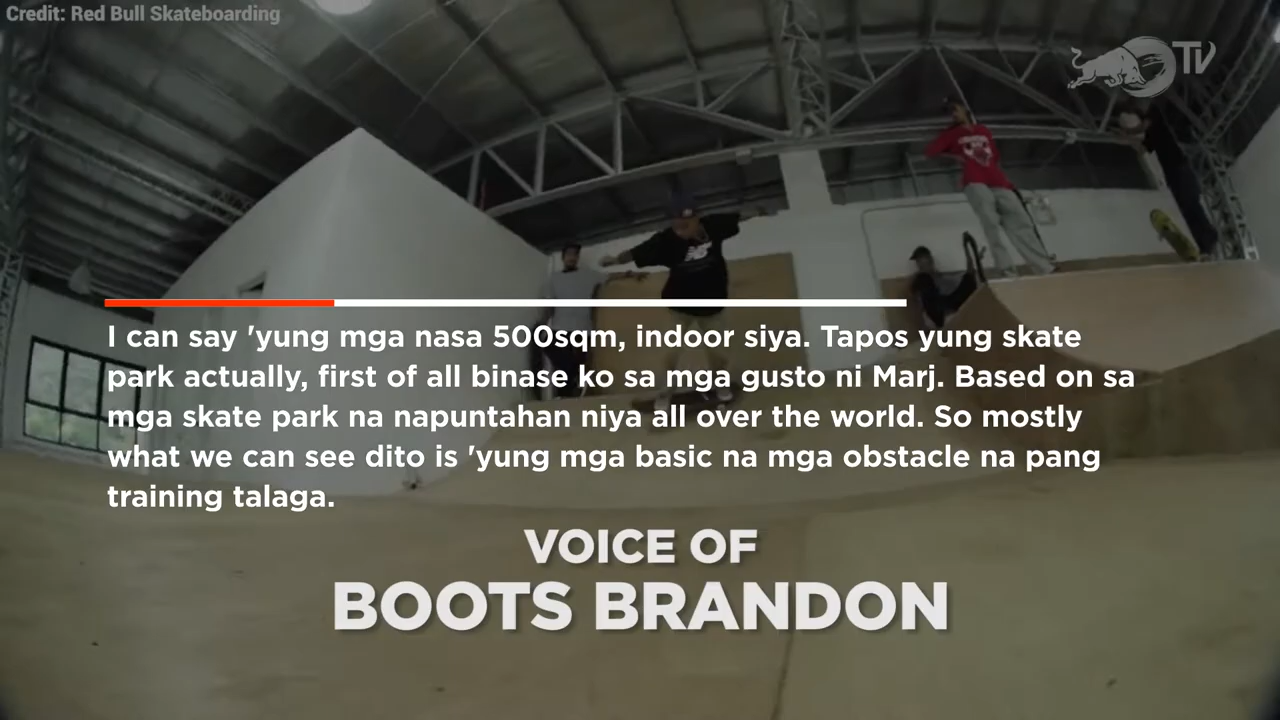 Credit: Red Bull Skateboarding
TV
I can say 'yung mga nasa 500sqm, indoor siya. Tapos yung skate
park actually, first of all binase ko sa mga gusto ni Marj. Based on sa
mga skate park na napuntahan niya all over the world. So mostly
what we can see dito is 'yung mga basic na mga obstacle na pang
training talaga.
VOICE OF
BOOTS BRANDON